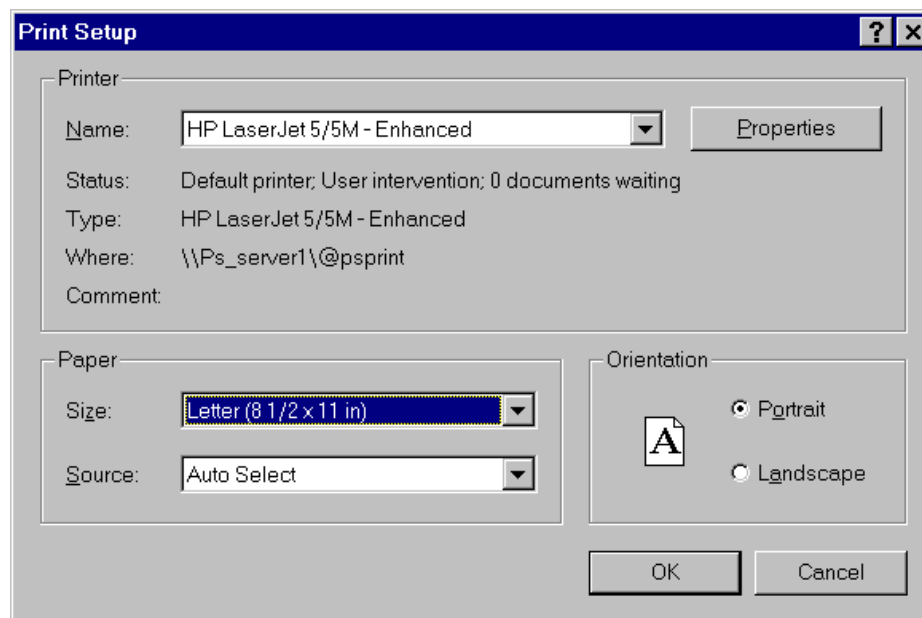 Print Setup
Printer
Name: HP LaserJet 5/5M - Enhanced Properties
Status: Default printer; User intervention; 0 documents waiting
Type: HP LaserJet 5/5M - Enhanced
Where: \\Ps_server1\@psprint
Comment:
Paper
Size: Letter (8 1/2 x 11 in)
Source: Auto Select
Orientation
A
Portrait
Landscape
OK Cancel